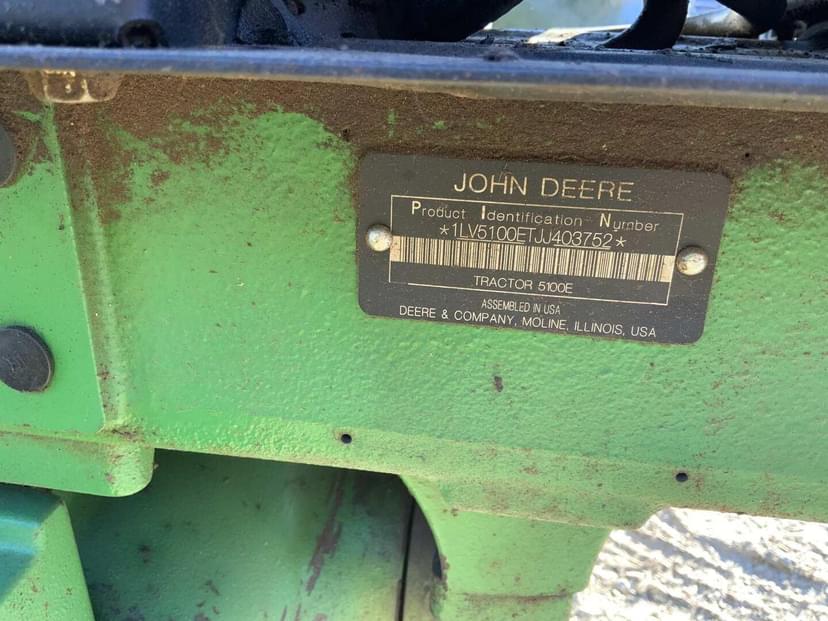 JOHN DEERE
Product Identification Number
*1LV5100ETJJ403752*
TRACTOR 5100E
ASSEMBLED IN USA
DEERE & COMPANY, MOLINE, ILLINOIS, USA